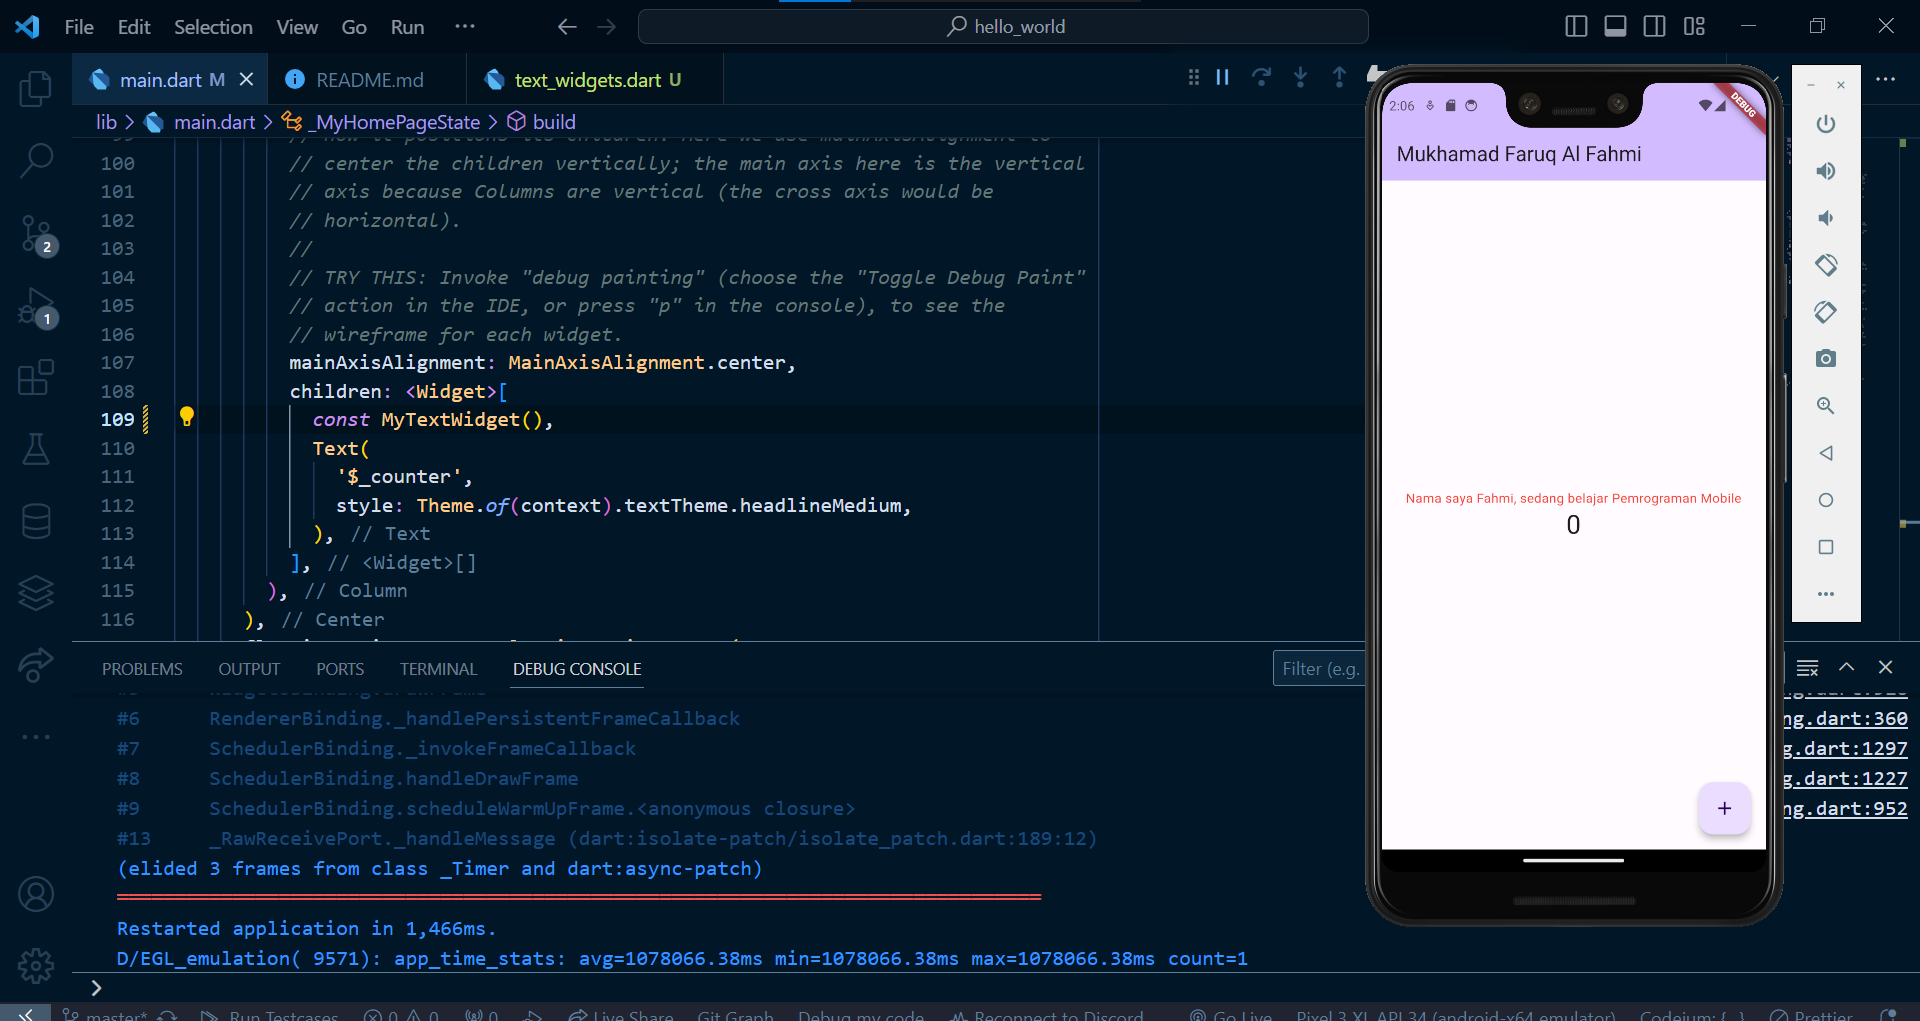 File Edit Selection View Go Run ···
hello_world
main.dart M
README.md
text_widgets.dart U
lib > main.dart > _MyHomePageState > build
100 // center the children vertically; the main axis here is the vertical
101 // axis because Columns are vertical (the cross axis would be
102 // horizontal).
103 //
104 // TRY THIS: Invoke "debug painting" (choose the "Toggle Debug Paint"
105 // action in the IDE, or press "p" in the console), to see the
106 // wireframe for each widget.
107 mainAxisAlignment: MainAxisAlignment.center,
108 children: <Widget>[
109 const MyTextWidget(),
110 Text(
111 '$_counter',
112 style: Theme.of(context).textTheme.headlineMedium,
113 ), // Text
114 ], // <Widget>[]
115 ), // Column
116 ), // Center
2
1
PROBLEMS OUTPUT PORTS TERMINAL DEBUG CONSOLE
Filter (e.g.
#6 RendererBinding._handlePersistentFrameCallback
ng.dart:360
#7 SchedulerBinding._invokeFrameCallback
g.dart:1297
#8 SchedulerBinding.handleDrawFrame
g.dart:1227
#9 SchedulerBinding.scheduleWarmUpFrame.<anonymous closure>
ng.dart:952
#13 _RawReceivePort._handleMessage (dart:isolate-patch/isolate_patch.dart:189:12)
(elided 3 frames from class _Timer and dart:async-patch)
Restarted application in 1,466ms.
D/EGL_emulation( 9571): app_time_stats: avg=1078066.38ms min=1078066.38ms max=1078066.38ms count=1
master* Run Testcases 0 0 0 Live Share Git Graph Debug my code Reconnect to Discord Go Live Pixel 3 XL API 34 (android-x64 emulator) Codeium: {...} Prettier
2:06
DEBUG
Mukhamad Faruq Al Fahmi
Nama saya Fahmi, sedang belajar Pemrograman Mobile
0
+